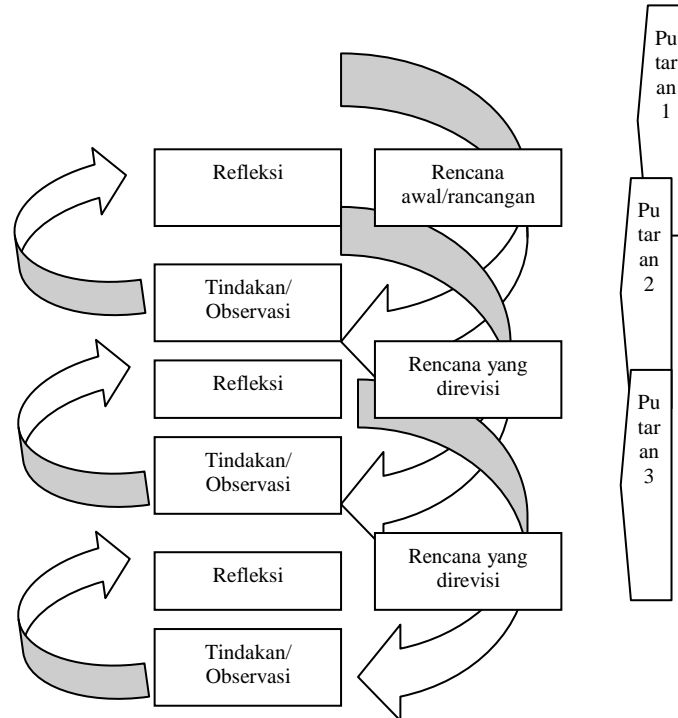 Pu
tar
an
1
Refleksi
Rencana
awal/rancangan
Pu
tar
an
2
Tindakan/
Observasi
Rencana yang
direvisi
Refleksi
Pu
tar
an
3
Tindakan/
Observasi
Refleksi
Rencana yang
direvisi
Tindakan/
Observasi